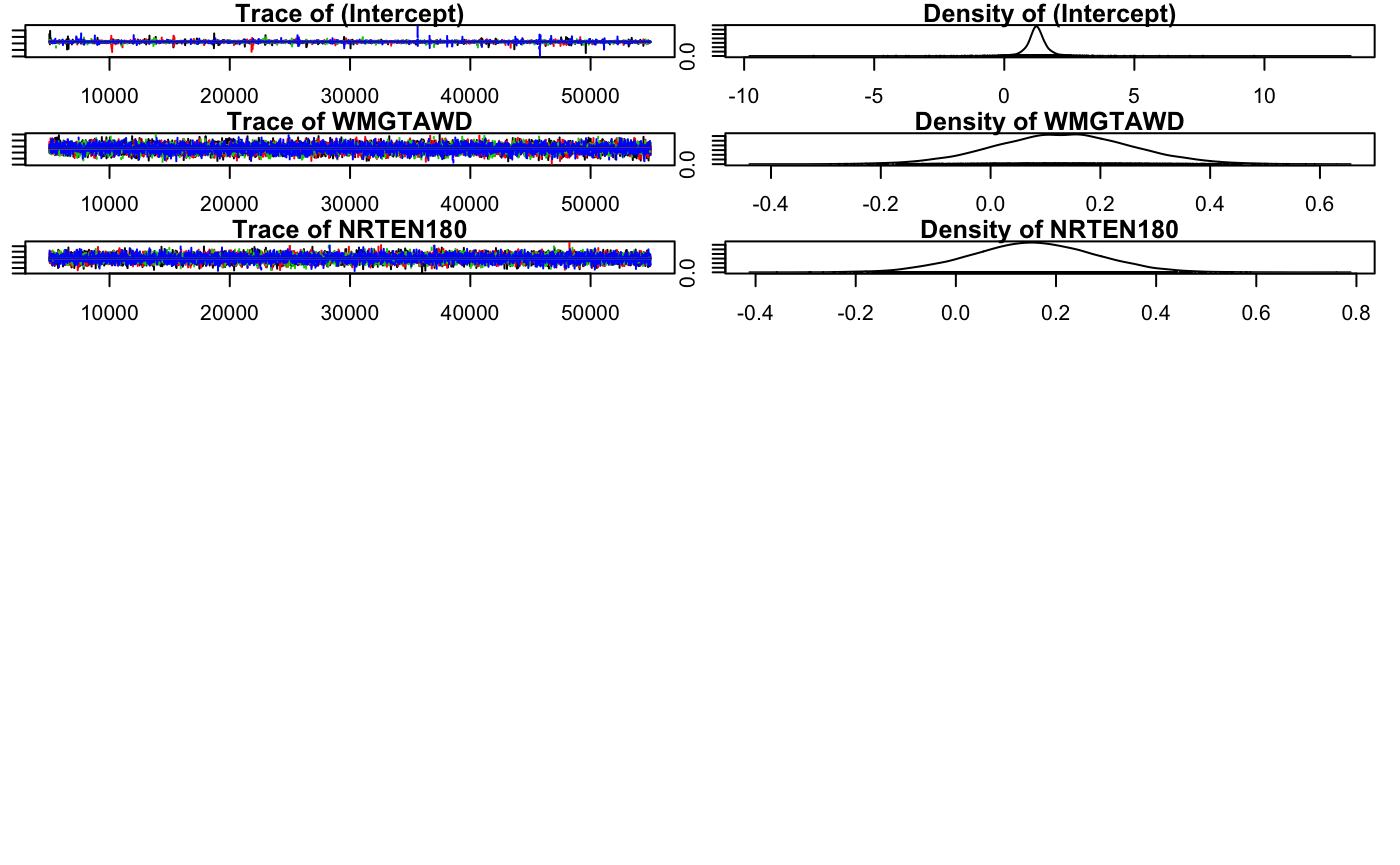 Trace of (Intercept)
10000 20000 30000 40000 50000
Density of (Intercept)
0.0
-10 -5 0 5 10
Trace of WMGTAWD
10000 20000 30000 40000 50000
Density of WMGTAWD
0.0
-0.4 -0.2 0.0 0.2 0.4 0.6
Trace of NRTEN180
10000 20000 30000 40000 50000
Density of NRTEN180
0.0
-0.4 -0.2 0.0 0.2 0.4 0.6 0.8